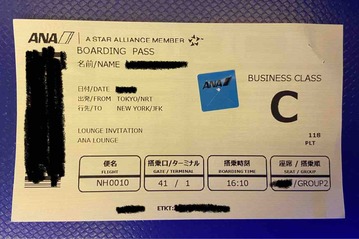 ANA A STAR ALLIANCE MEMBER
BOARDING PASS
名前/NAME
ANA
BUSINESS CLASS
日付/DATE
出発/FROM TOKYO/NRT
行先/TO NEW YORK/JFK
C
LOUNGE INVITATION
ANA LOUNGE
118
PLT
便名 搭乗口/ターミナル 搭乗時刻 座席/搭乗順
FLIGHT GATE/TERMINAL BOARDING TIME SEAT/GROUP
NH0010 41/1 16:10 /GROUP2
ETKT: